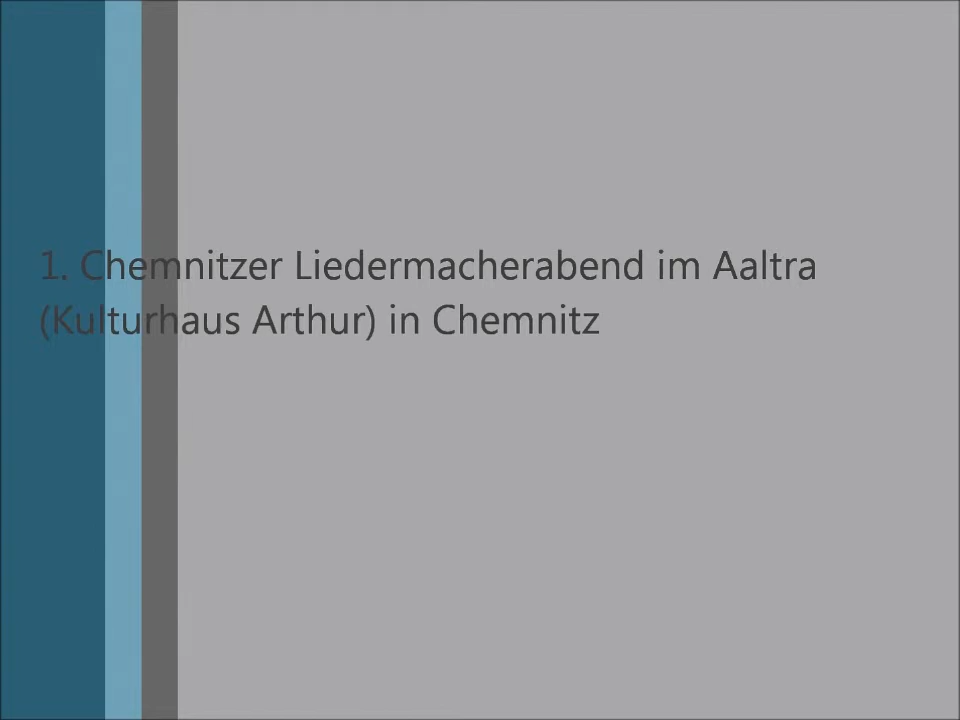 1. Chemnitzer Liedermacherabend im Aaltra
(Kulturhaus Arthur) in Chemnitz